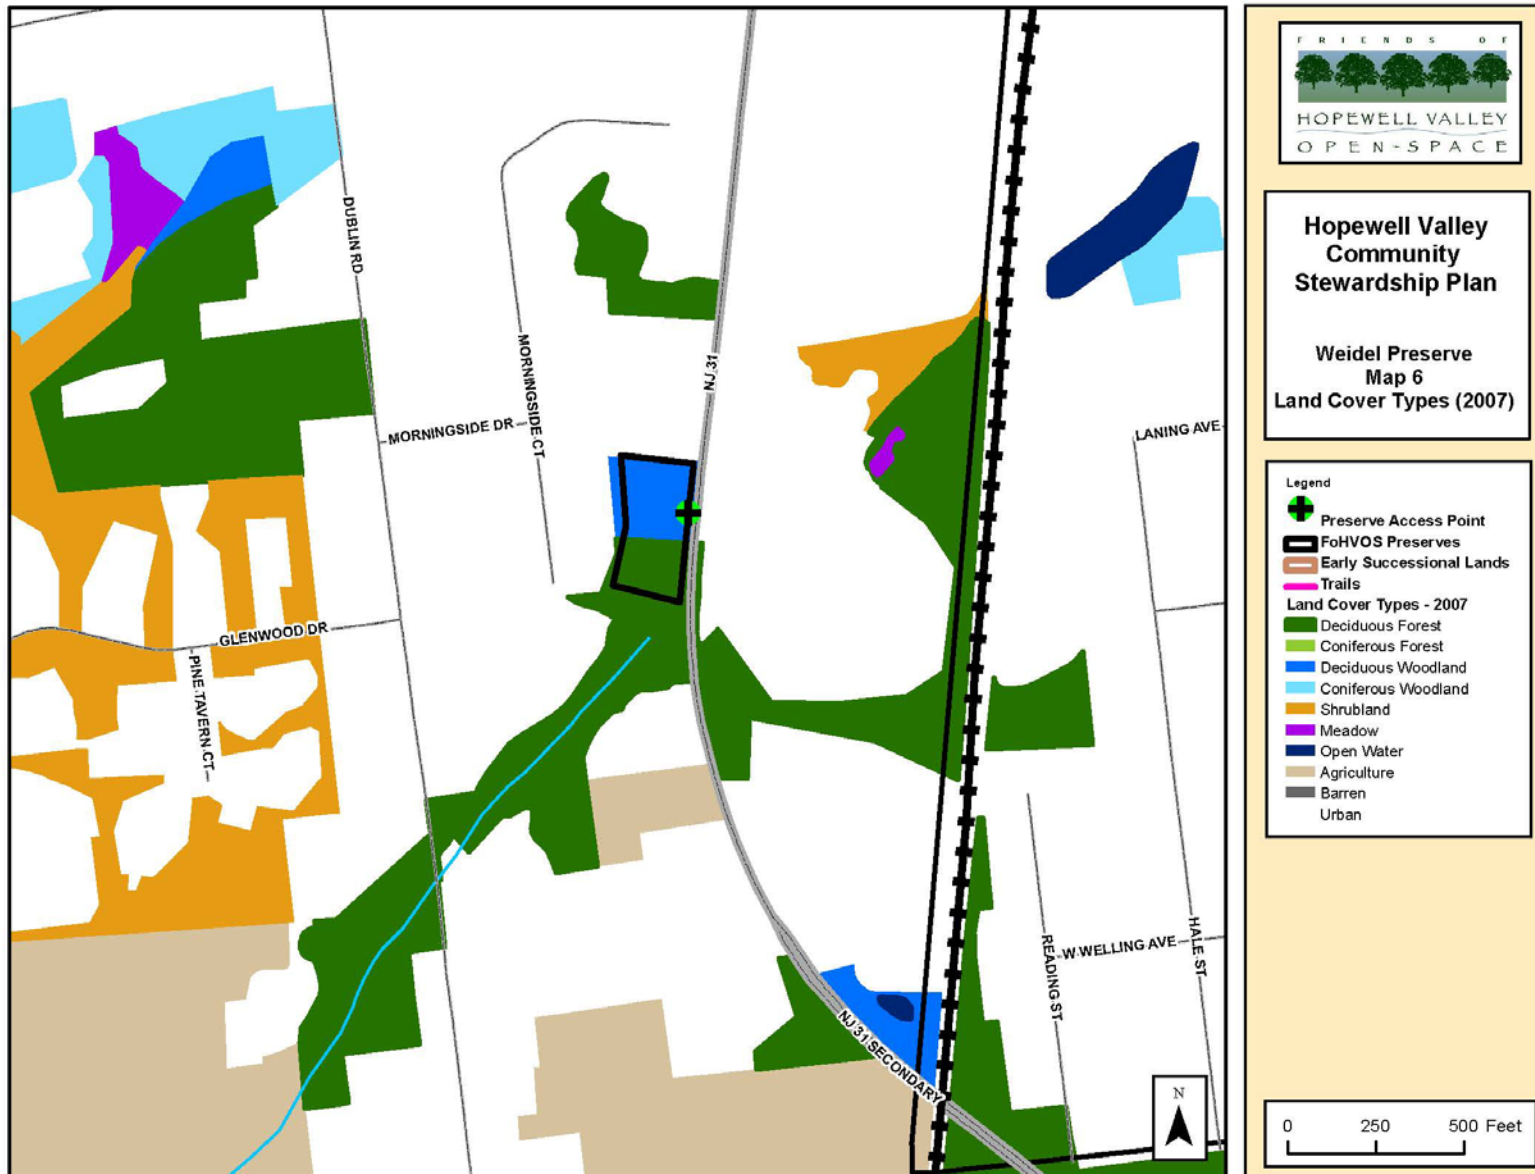 DUBLIN RD
MORNINGSIDE CT
MORNINGSIDE DR
NJ 31
LANING AVE
GLENWOOD DR
PINE TAVERN CT
W WELLING AVE
READING ST
HALE ST
NJ 31 SECONDARY
N
FRIENDS OF
HOPEWELL VALLEY
OPEN-SPACE
Hopewell Valley
Community
Stewardship Plan
Weidel Preserve
Map 6
Land Cover Types (2007)
Legend
Preserve Access Point
FoHVOS Preserves
Early Successional Lands
Trails
Land Cover Types - 2007
Deciduous Forest
Coniferous Forest
Deciduous Woodland
Coniferous Woodland
Shrubland
Meadow
Open Water
Agriculture
Barren
Urban
0 250 500 Feet